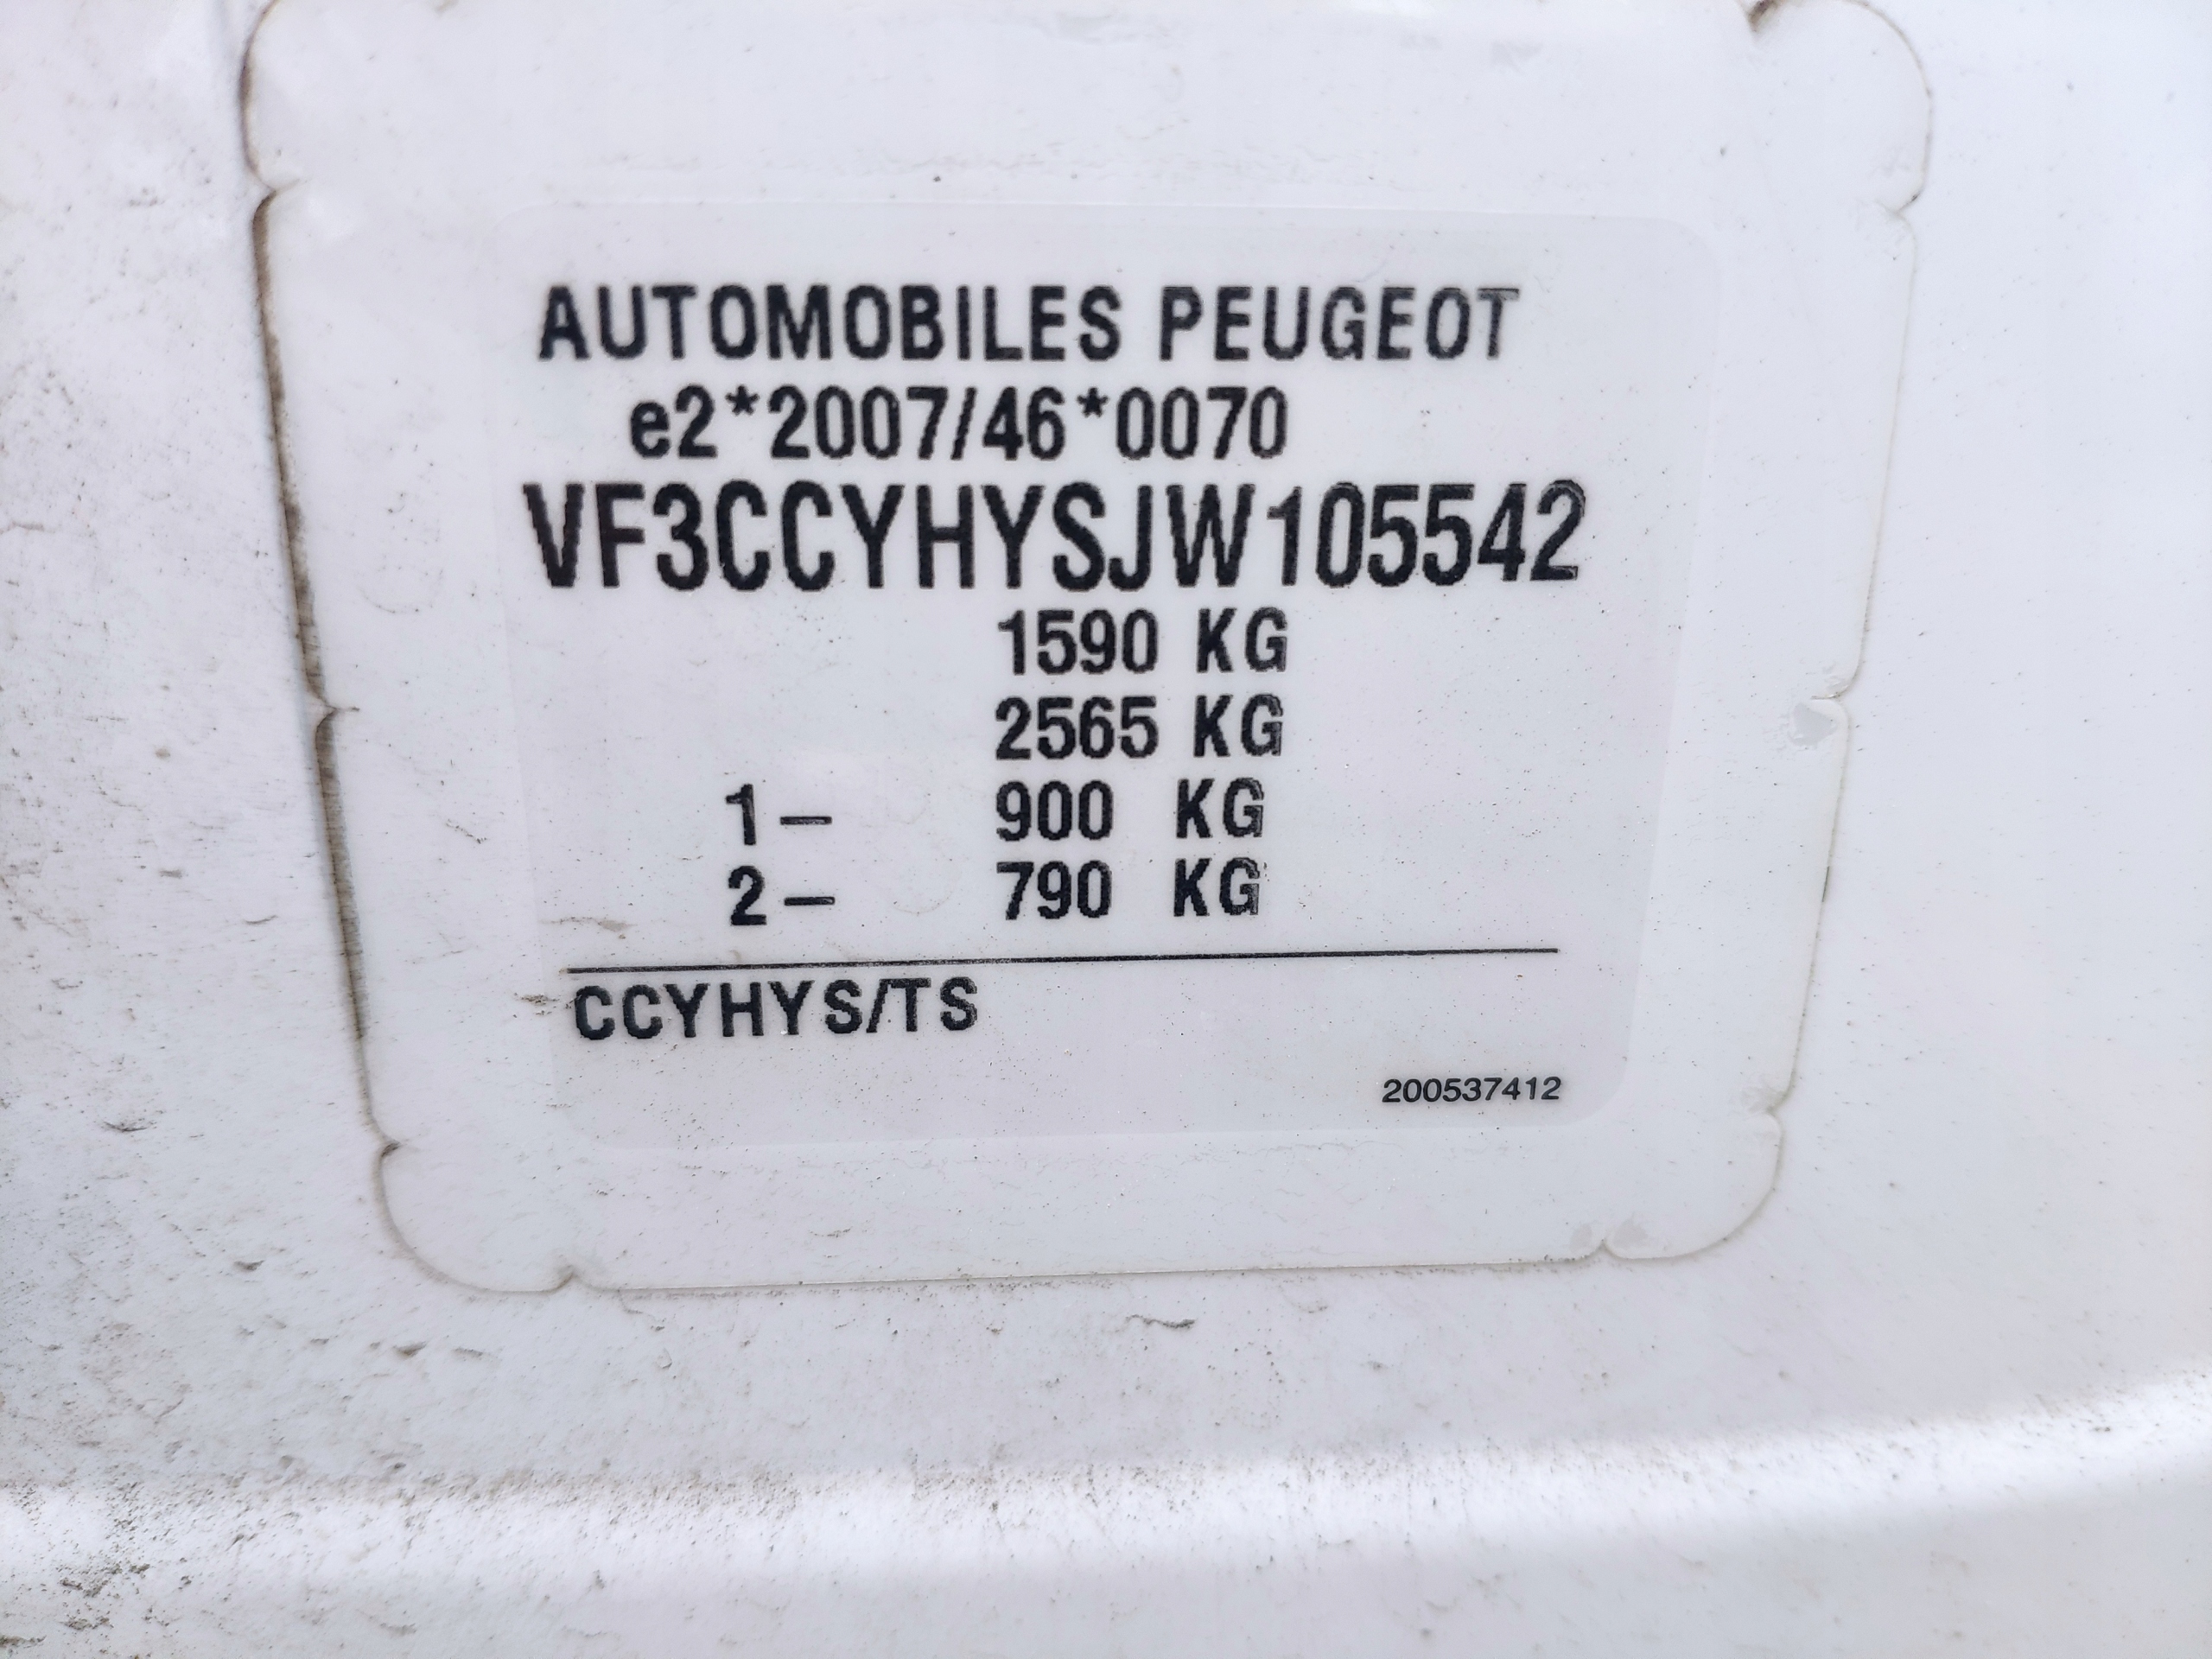 AUTOMOBILES PEUGEOT
e2*2007/46*0070
VF3CCYHYSJW105542
1590 KG
2565 KG
1– 900 KG
2– 790 KG
CCYHYS/TS
200537412